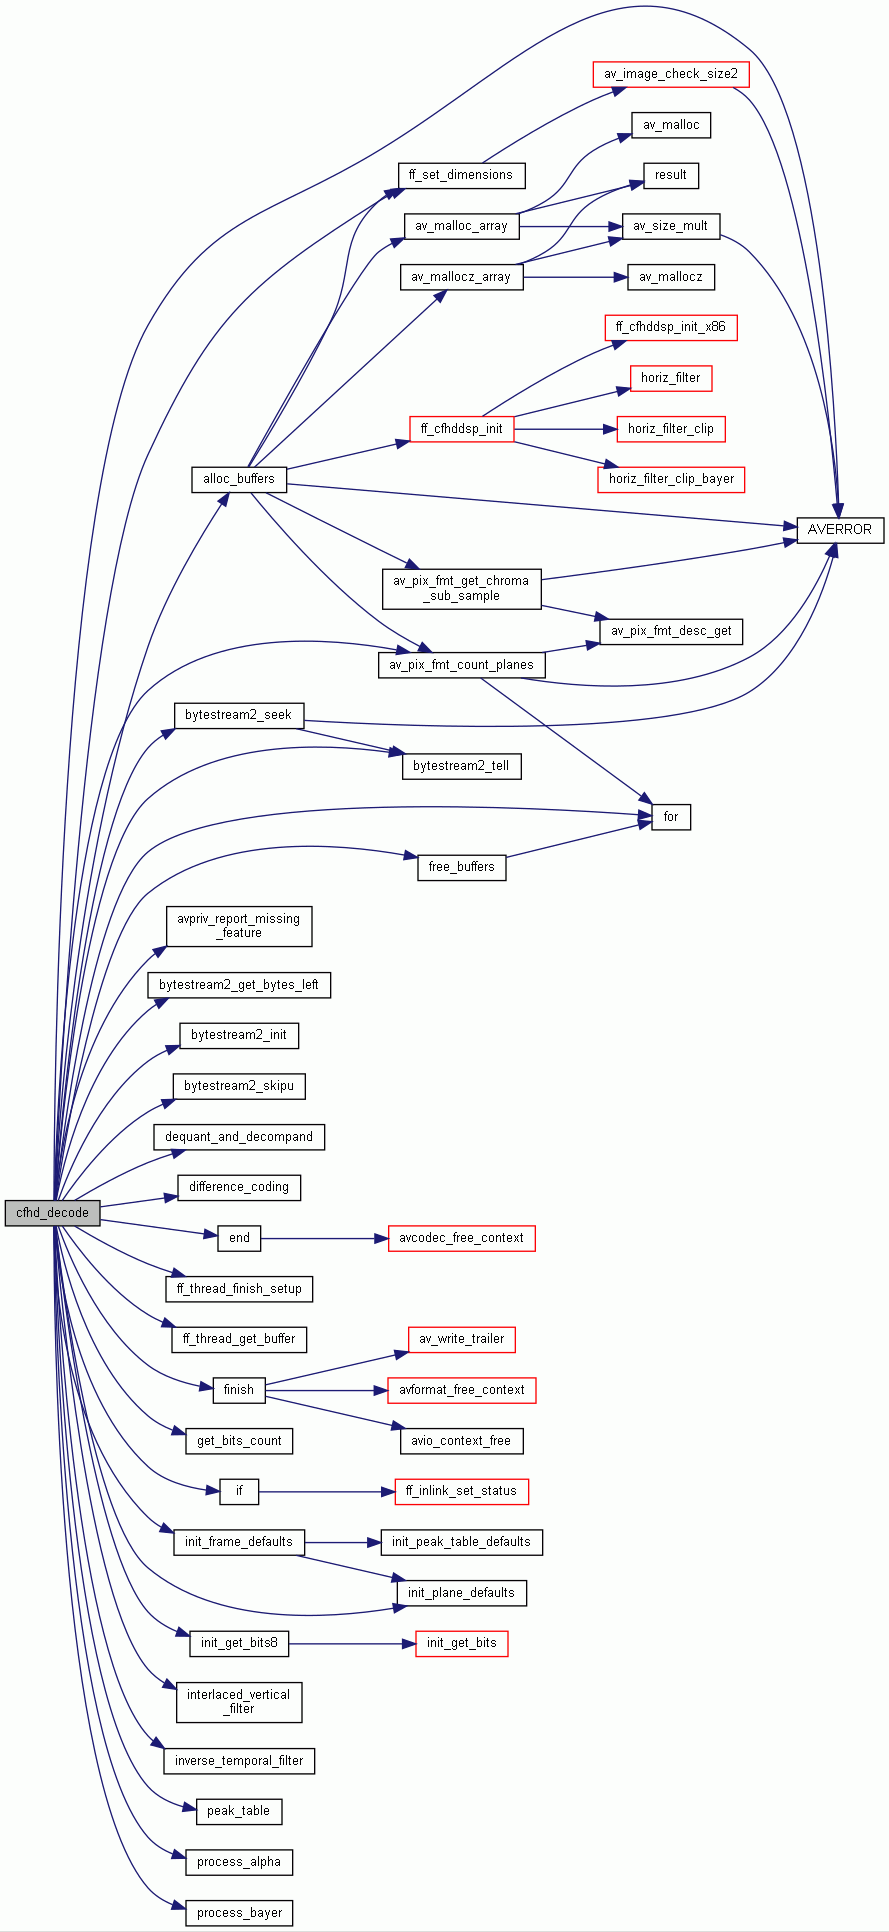 av_image_check_size2
av_malloc
ff_set_dimensions
result
av_malloc_array
av_size_mult
av_mallocz_array
av_mallocz
ff_cfhddsp_init_x86
horiz_filter
ff_cfhddsp_init
horiz_filter_clip
alloc_buffers
horiz_filter_clip_bayer
AVERROR
av_pix_fmt_get_chroma
_sub_sample
av_pix_fmt_desc_get
av_pix_fmt_count_planes
bytestream2_seek
bytestream2_tell
for
free_buffers
avpriv_report_missing
_feature
bytestream2_get_bytes_left
bytestream2_init
bytestream2_skipu
dequant_and_decompand
difference_coding
cfhd_decode
end
avcodec_free_context
ff_thread_finish_setup
ff_thread_get_buffer
av_write_trailer
finish
avformat_free_context
get_bits_count
avio_context_free
if
ff_inlink_set_status
init_frame_defaults
init_peak_table_defaults
init_plane_defaults
init_get_bits8
init_get_bits
interlaced_vertical
_filter
inverse_temporal_filter
peak_table
process_alpha
process_bayer